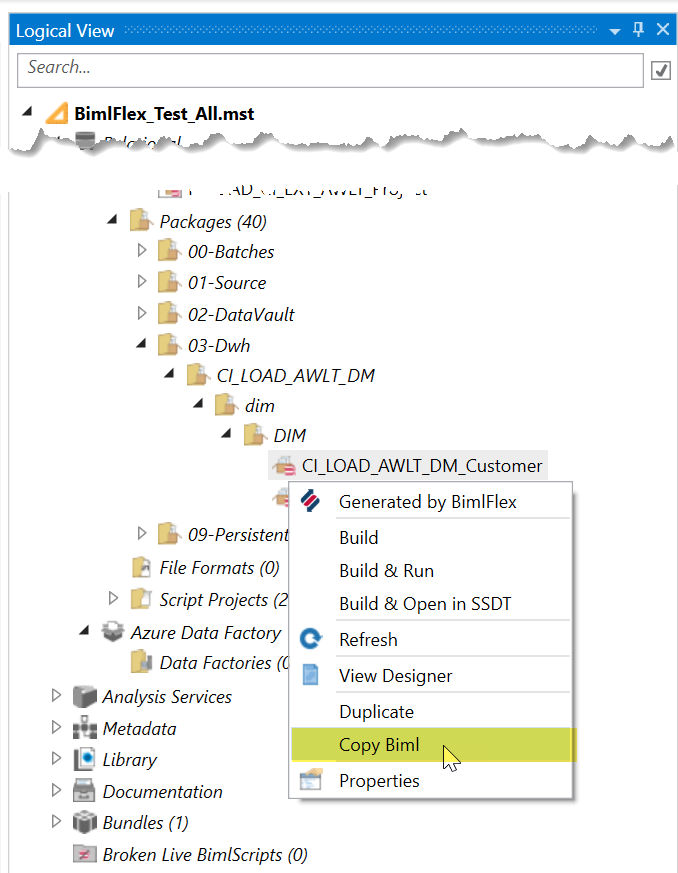 Logical View
Search...
BimlFlex_Test_All.mst
Relational
Packages (40)
00-Batches
01-Source
02-DataVault
03-Dwh
CI_LOAD_AWLT_DM
dim
DIM
CI_LOAD_AWLT_DM_Customer
Generated by BimlFlex
Build
Build & Run
Build & Open in SSDT
Refresh
View Designer
Duplicate
Copy Biml
Properties
09-Persistent
File Formats (0)
Script Projects (2
Azure Data Factory
Data Factories (0
Analysis Services
Metadata
Library
Documentation
Bundles (1)
Broken Live BimlScripts (0)